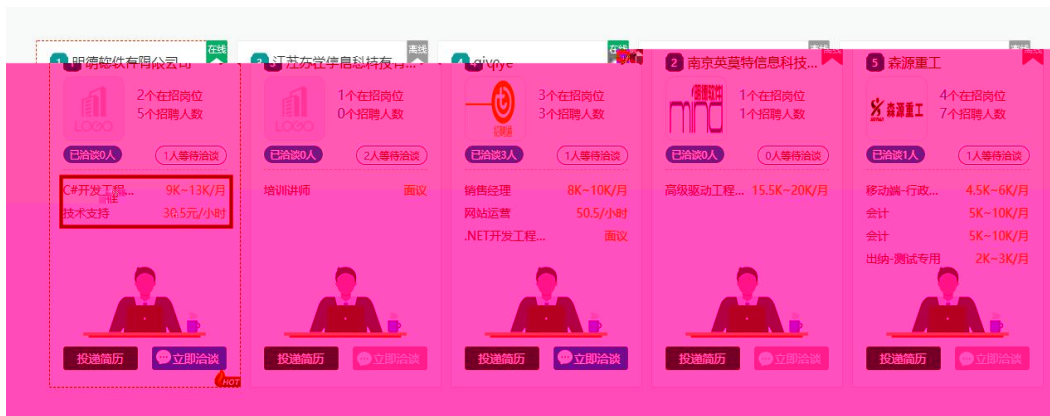 在线
1 明德软件有限公司
2个在招岗位
5个招聘人数
LOGO
已洽谈0人
1人等待洽谈
C#开发工程...
9K~13K/月
技术支持
30.5元/小时
投递简历
立即洽谈
HOT
离线
1个在招岗位
0个招聘人数
LOGO
已洽谈0人
2人等待洽谈
培训讲师
面议
投递简历
立即洽谈
在线
qiyiye
3个在招岗位
3个招聘人数
已洽谈3人
1人等待洽谈
销售经理
8K~10K/月
网站运营
50.5/小时
.NET开发工程...
面议
投递简历
立即洽谈
离线
2 南京英莫特信息科技...
1个在招岗位
1个招聘人数
已洽谈0人
0人等待洽谈
高级驱动工程...
15.5K~20K/月
投递简历
立即洽谈
离线
5 森源重工
森源重工
4个在招岗位
7个招聘人数
已洽谈1人
1人等待洽谈
移动端-行政...
4.5K~6K/月
会计
5K~10K/月
会计
5K~10K/月
出纳-测试专用
2K~3K/月
投递简历
立即洽谈